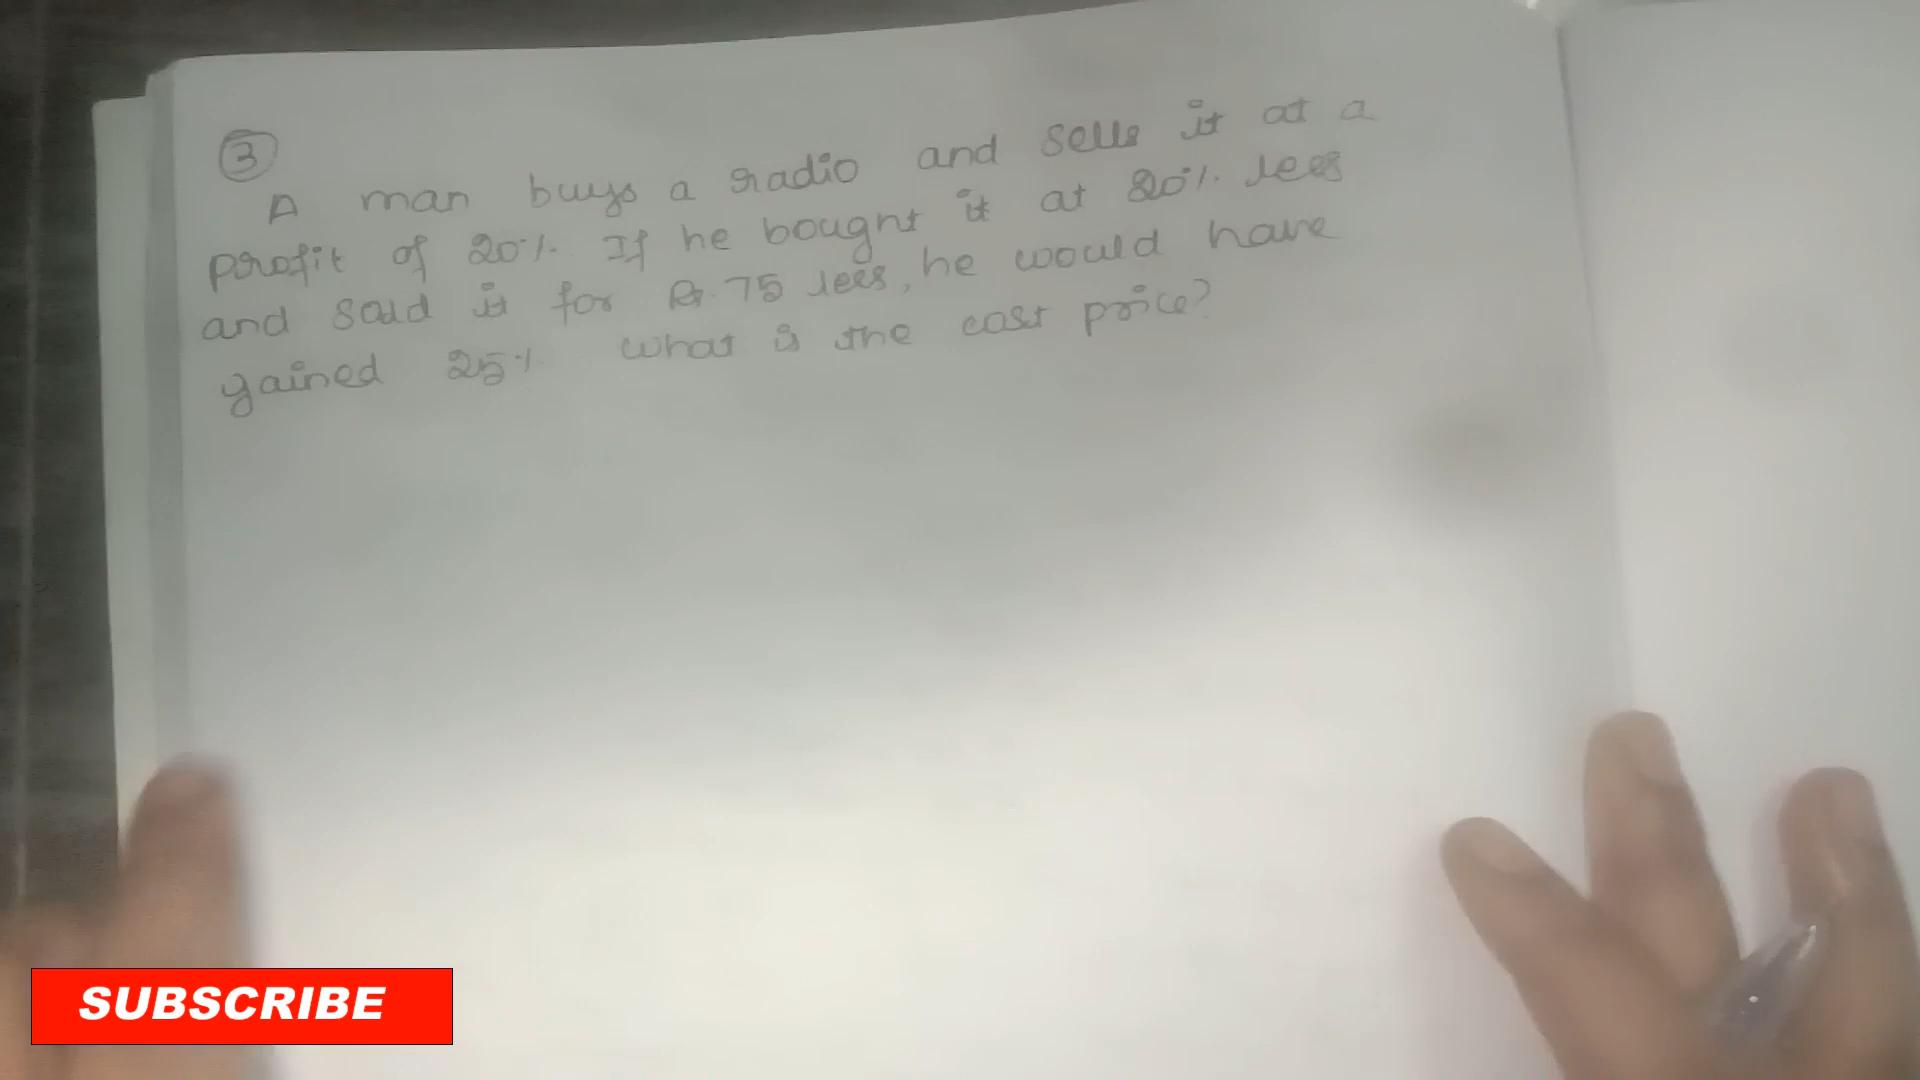 3
A man buys a radio and sells it at a
profit of 20%. If he bought it at 20% less
and sold it for Rs.75 less, he would have
gained 25% what is the cost price?
SUBSCRIBE